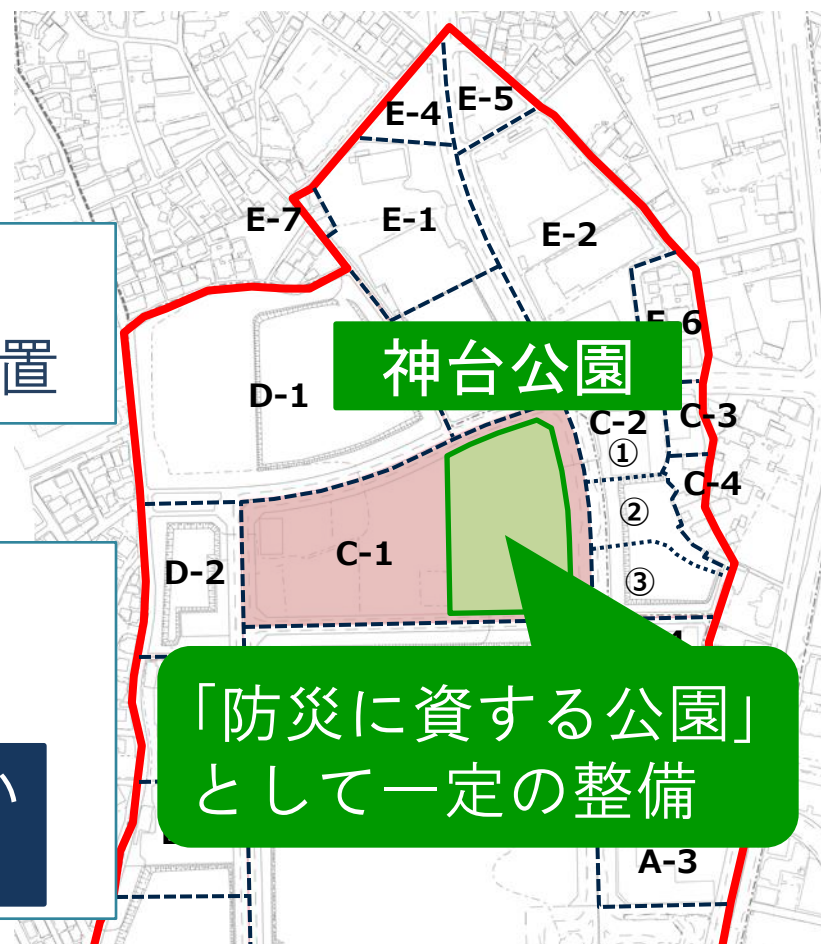 E-5
E-4
E-7
E-1
E-2
置
神台公園
D-1
C-2
C-3
①
C-4
②
C-1
D-2
③
「防災に資する公園」
として一定の整備
い
A-3